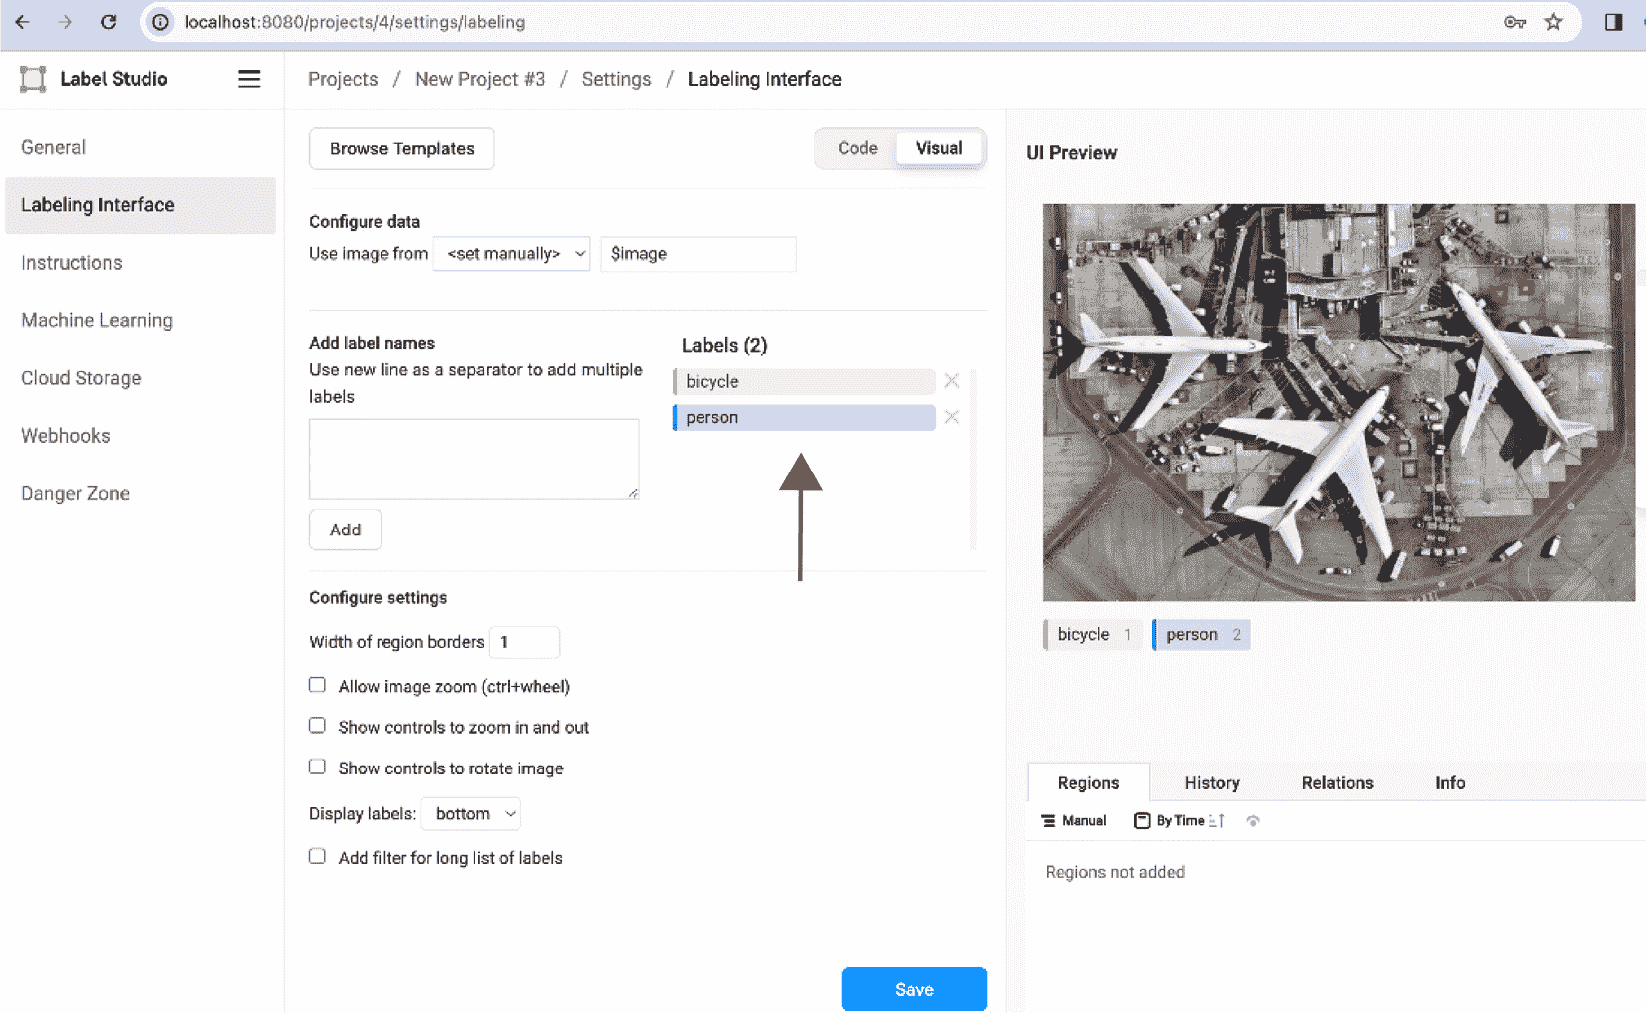 localhost:8080/projects/4/settings/labeling
Label Studio
Projects / New Project #3 / Settings / Labeling Interface
General
Labeling Interface
Instructions
Machine Learning
Cloud Storage
Webhooks
Danger Zone
Browse Templates
Code Visual
Configure data
Use image from <set manually> $image
Add label names
Use new line as a separator to add multiple
labels
Add
Labels (2)
bicycle
person
Configure settings
Width of region borders 1
Allow image zoom (ctrl+wheel)
Show controls to zoom in and out
Show controls to rotate image
Display labels: bottom
Add filter for long list of labels
Save
UI Preview
bicycle 1 person 2
Regions History Relations Info
Manual By Time
Regions not added